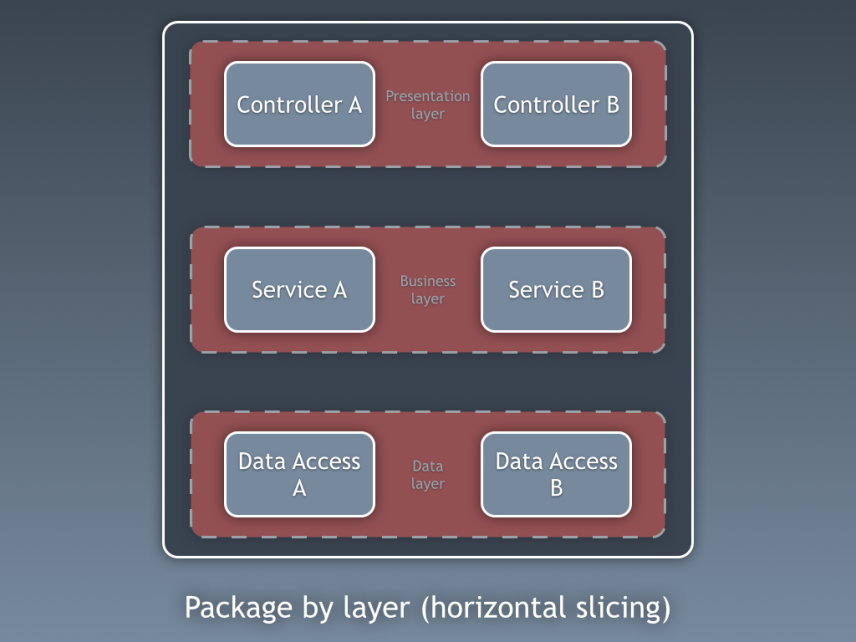 Controller A
Presentation
layer
Controller B
Service A
Business
layer
Service B
Data Access
A
Data
layer
Data Access
B
Package by layer (horizontal slicing)